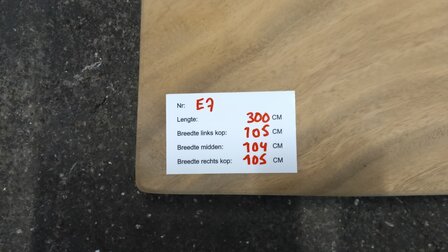 Nr: E7
Lengte: 300 CM
Breedte links kop: 105 CM
Breedte midden: 104 CM
Breedte rechts kop: 105 CM